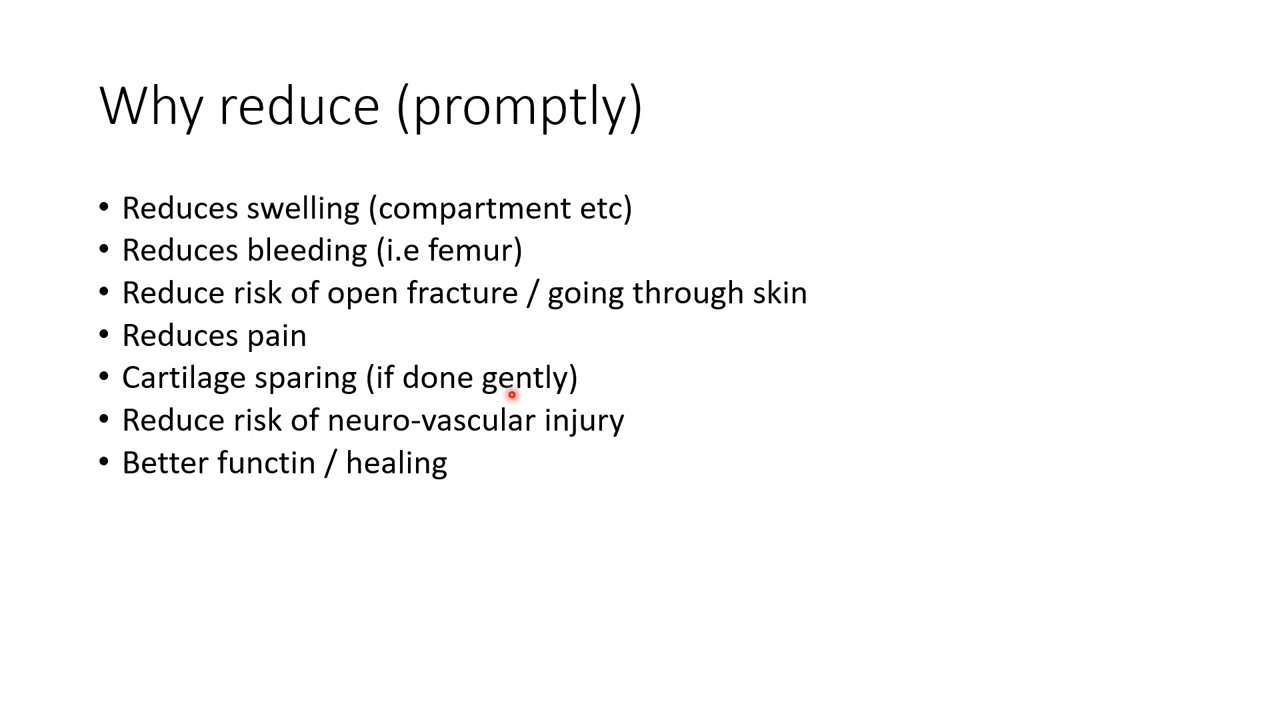 Why reduce (promptly)
• Reduces swelling (compartment etc)
• Reduces bleeding (i.e femur)
• Reduce risk of open fracture / going through skin
• Reduces pain
• Cartilage sparing (if done gently)
• Reduce risk of neuro-vascular injury
• Better functin / healing